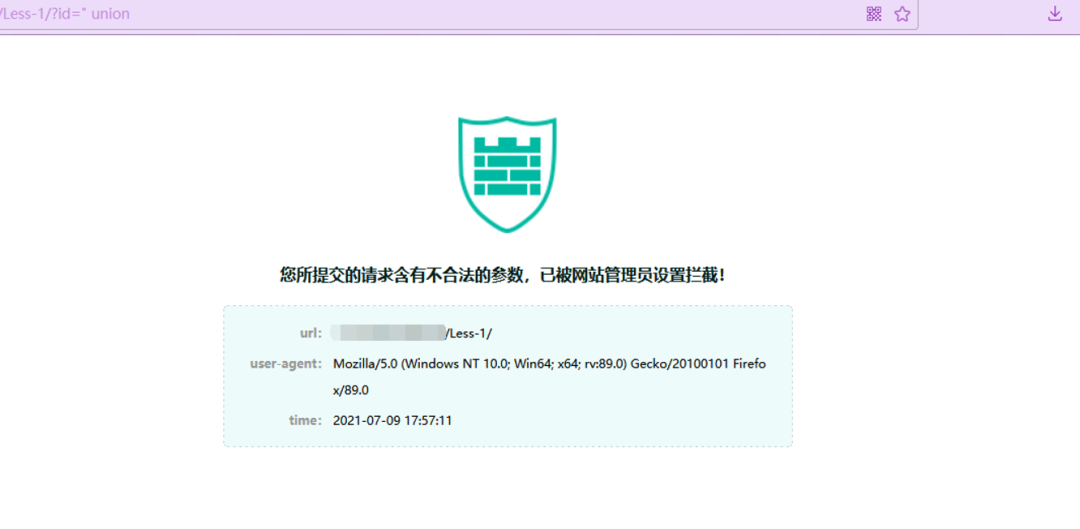 /Less-1/?id=" union
您所提交的请求含有不合法的参数，已被网站管理员设置拦截！
url: /Less-1/
user-agent: Mozilla/5.0 (Windows NT 10.0; Win64; x64; rv:89.0) Gecko/20100101 Firefo
x/89.0
time: 2021-07-09 17:57:11